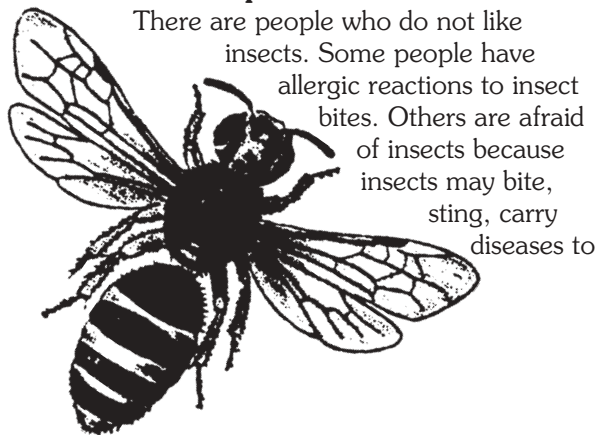 There are people who do not like
insects. Some people have
allergic reactions to insect
bites. Others are afraid
of insects because
insects may bite,
sting, carry
diseases to